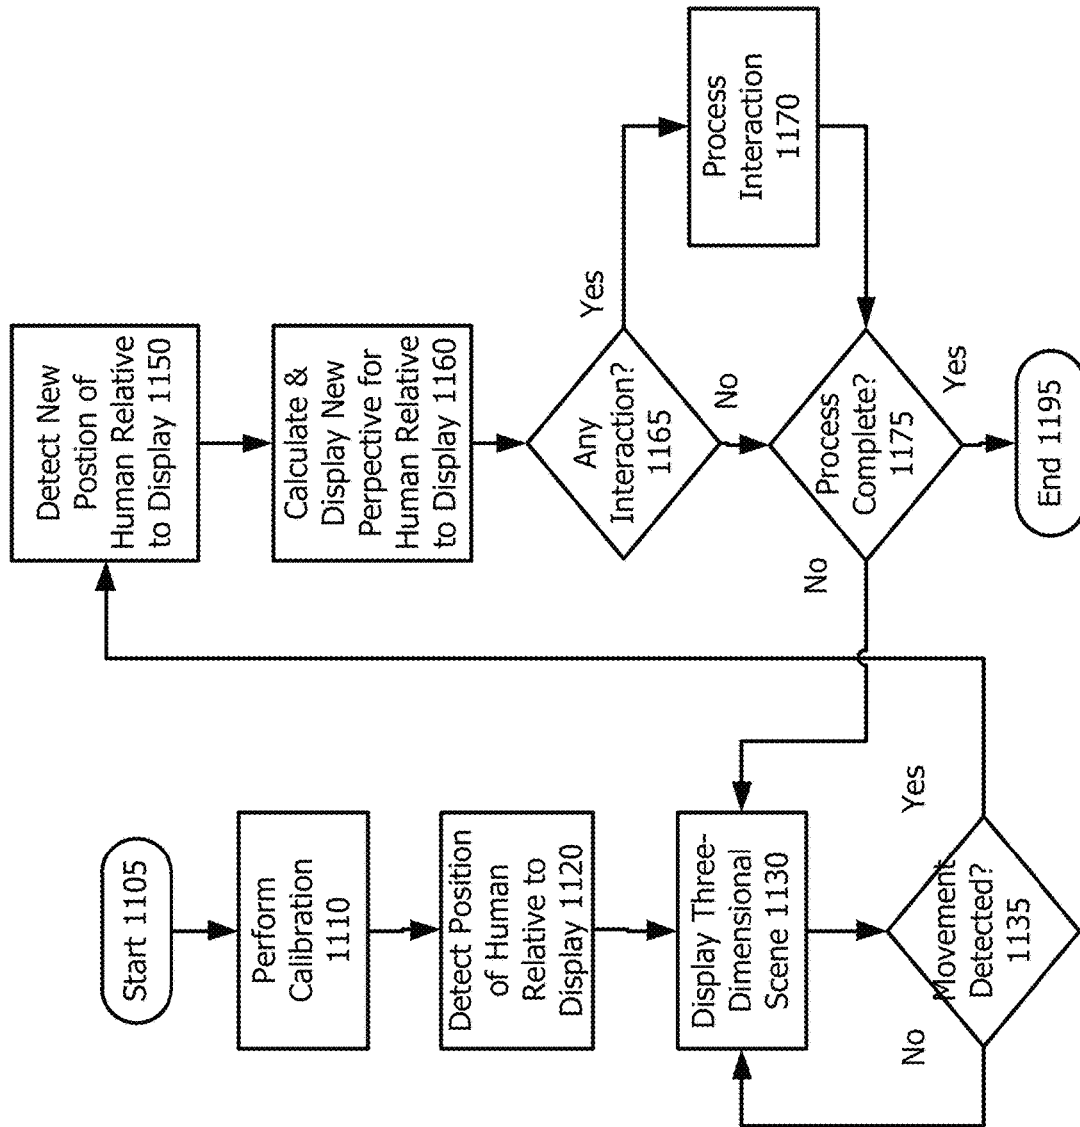 Start 1105
Perform
Calibration
1110
Detect Position
of Human
Relative to
Display 1120
Display Three-
Dimensional
Scene 1130
Movement
Detected?
1135
No
Yes
Detect New
Postion of
Human Relative
to Display 1150
Calculate &
Display New
Perpective for
Human Relative
to Display 1160
Any
Interaction?
1165
Yes
No
Process
Interaction
1170
Process
Complete?
1175
No
Yes
End 1195